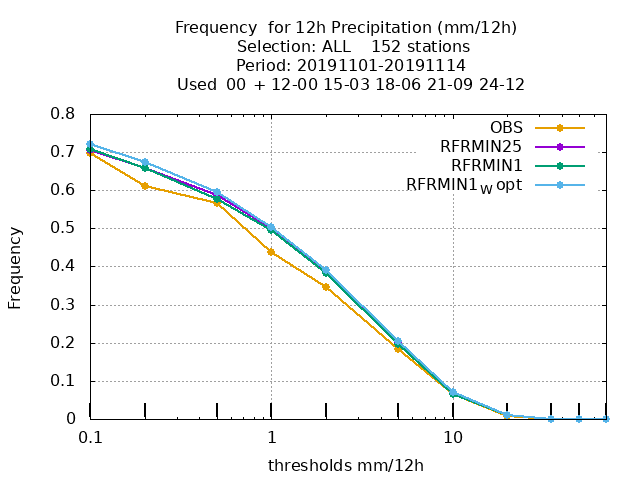 Frequency  for 12h Precipitation (mm/12h)
Selection: ALL    152 stations
Period: 20191101-20191114
Used  00 + 12-00 15-03 18-06 21-09 24-12
OBS
RFRMIN25
RFRMIN1
RFRMIN1W opt
0.8
0.7
0.6
0.5
0.4
0.3
0.2
0.1
0
Frequency
0.1
1
10
thresholds mm/12h